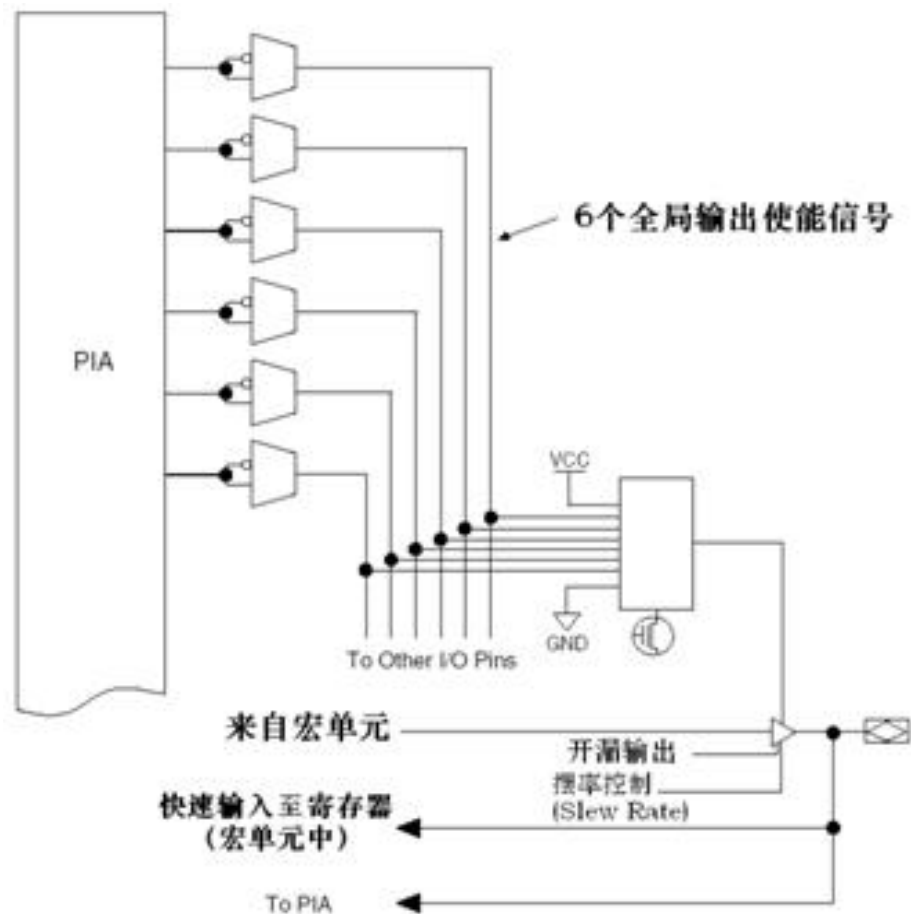 6个全局输出使能信号
PIA
VCC
GND
To Other I/O Pins
来自宏单元
开漏输出
摆率控制
(Slew Rate)
快速输入至寄存器
(宏单元中)
To PIA